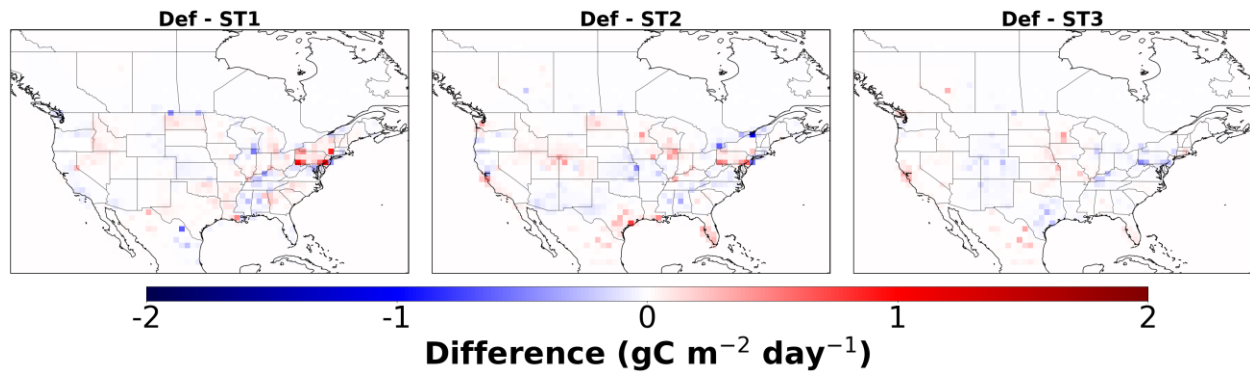 Def - ST1 Def - ST2 Def - ST3
-2 -1 0 1 2
Difference (gC m⁻² day⁻¹)